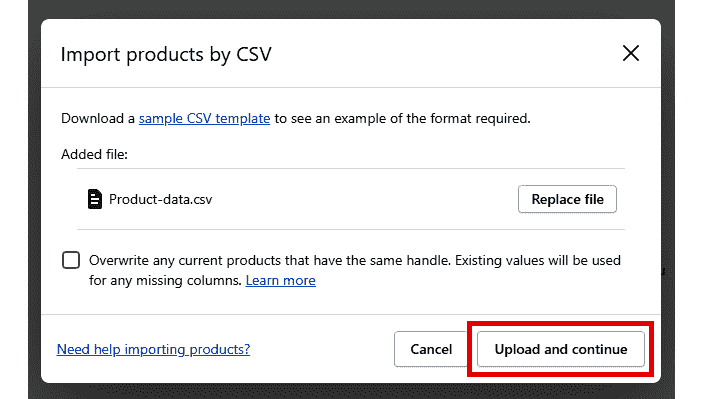 Import products by CSV
Download a sample CSV template to see an example of the format required.
Added file:
Product-data.csv
Replace file
Overwrite any current products that have the same handle. Existing values will be used
for any missing columns. Learn more
Need help importing products?
Cancel
Upload and continue